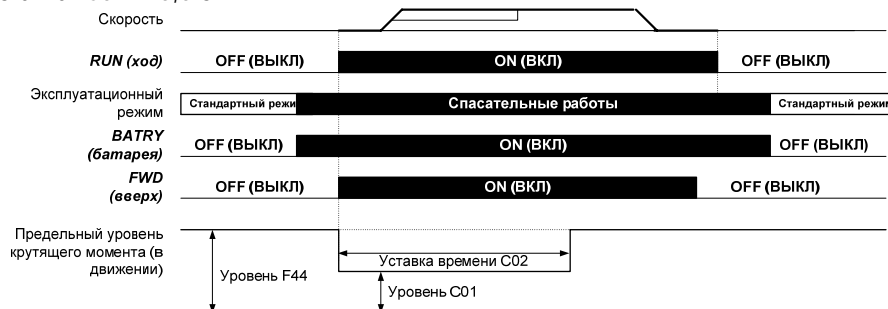 Скорость
RUN (ход) OFF (ВЫКЛ) ON (ВКЛ) OFF (ВЫКЛ)
Эксплуатационный
режим
Стандартный режи Спасательные работы Стандартный режим
BATRY
(батарея)
OFF (ВЫКЛ) ON (ВКЛ) OFF (ВЫКЛ)
FWD
(вверх)
OFF (ВЫКЛ) ON (ВКЛ) OFF (ВЫКЛ)
Предельный уровень
крутящего момента (в
движении)
Уставка времени C02
Уровень F44
Уровень C01